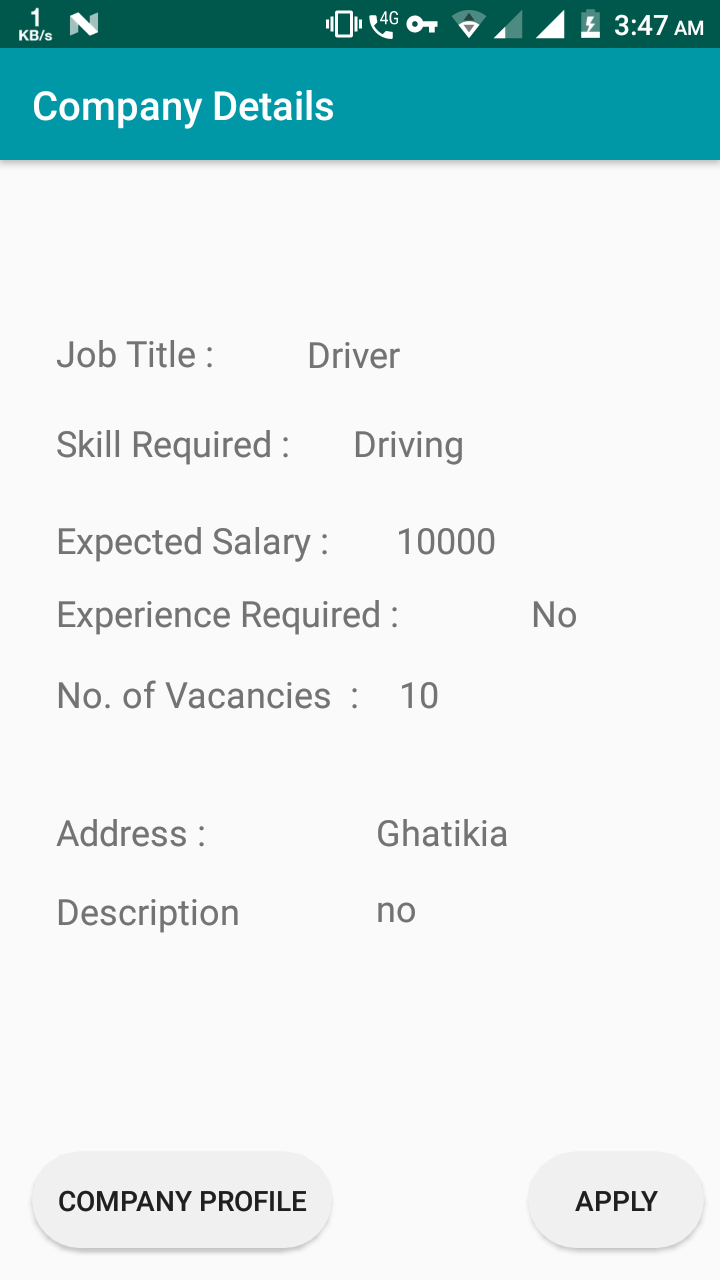 1 KB/s 4G 3:47 AM
Company Details
Job Title : Driver
Skill Required : Driving
Expected Salary : 10000
Experience Required : No
No. of Vacancies : 10
Address : Ghatikia
Description no
COMPANY PROFILE APPLY